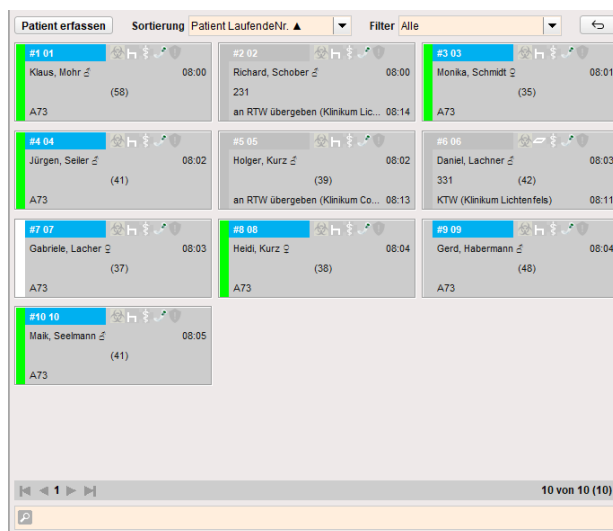 Patient erfassen Sortierung Patient LaufendeNr. ▲ Filter Alle
#1 01
Klaus, Mohr ♂ 08:00
(58)
A73
#2 02
Richard, Schober ♂ 08:00
231
an RTW übergeben (Klinikum Lic... 08:14
#3 03
Monika, Schmidt ♀ 08:01
(35)
A73
#4 04
Jürgen, Seiler ♂ 08:02
(41)
A73
#5 05
Holger, Kurz ♂ 08:02
(39)
an RTW übergeben (Klinikum Co... 08:13
#6 06
Daniel, Lachner ♂ 08:03
331 (42)
KTW (Klinikum Lichtenfels) 08:11
#7 07
Gabriele, Lacher ♀ 08:03
(37)
A73
#8 08
Heidi, Kurz ♀ 08:04
(38)
A73
#9 09
Gerd, Habermann ♂ 08:04
(48)
A73
#10 10
Maik, Seelmann ♂ 08:05
(41)
A73
1 10 von 10 (10)